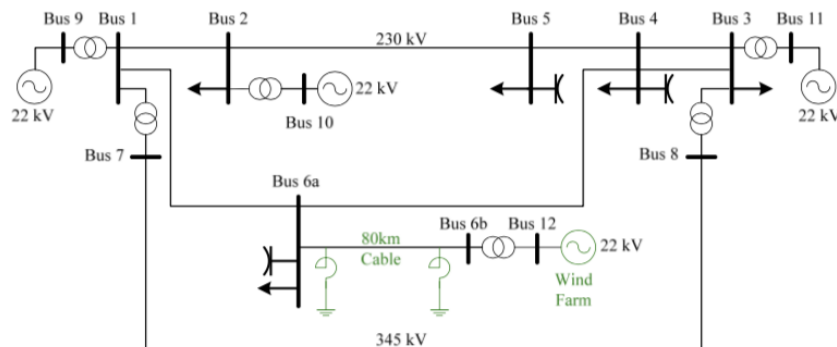 Bus 9 Bus 1 Bus 2 Bus 5 Bus 4 Bus 3 Bus 11
230 kV
22 kV 22 kV 22 kV
Bus 10
Bus 7 Bus 8
Bus 6a
Bus 6b Bus 12
80km
Cable
22 kV
Wind
Farm
345 kV